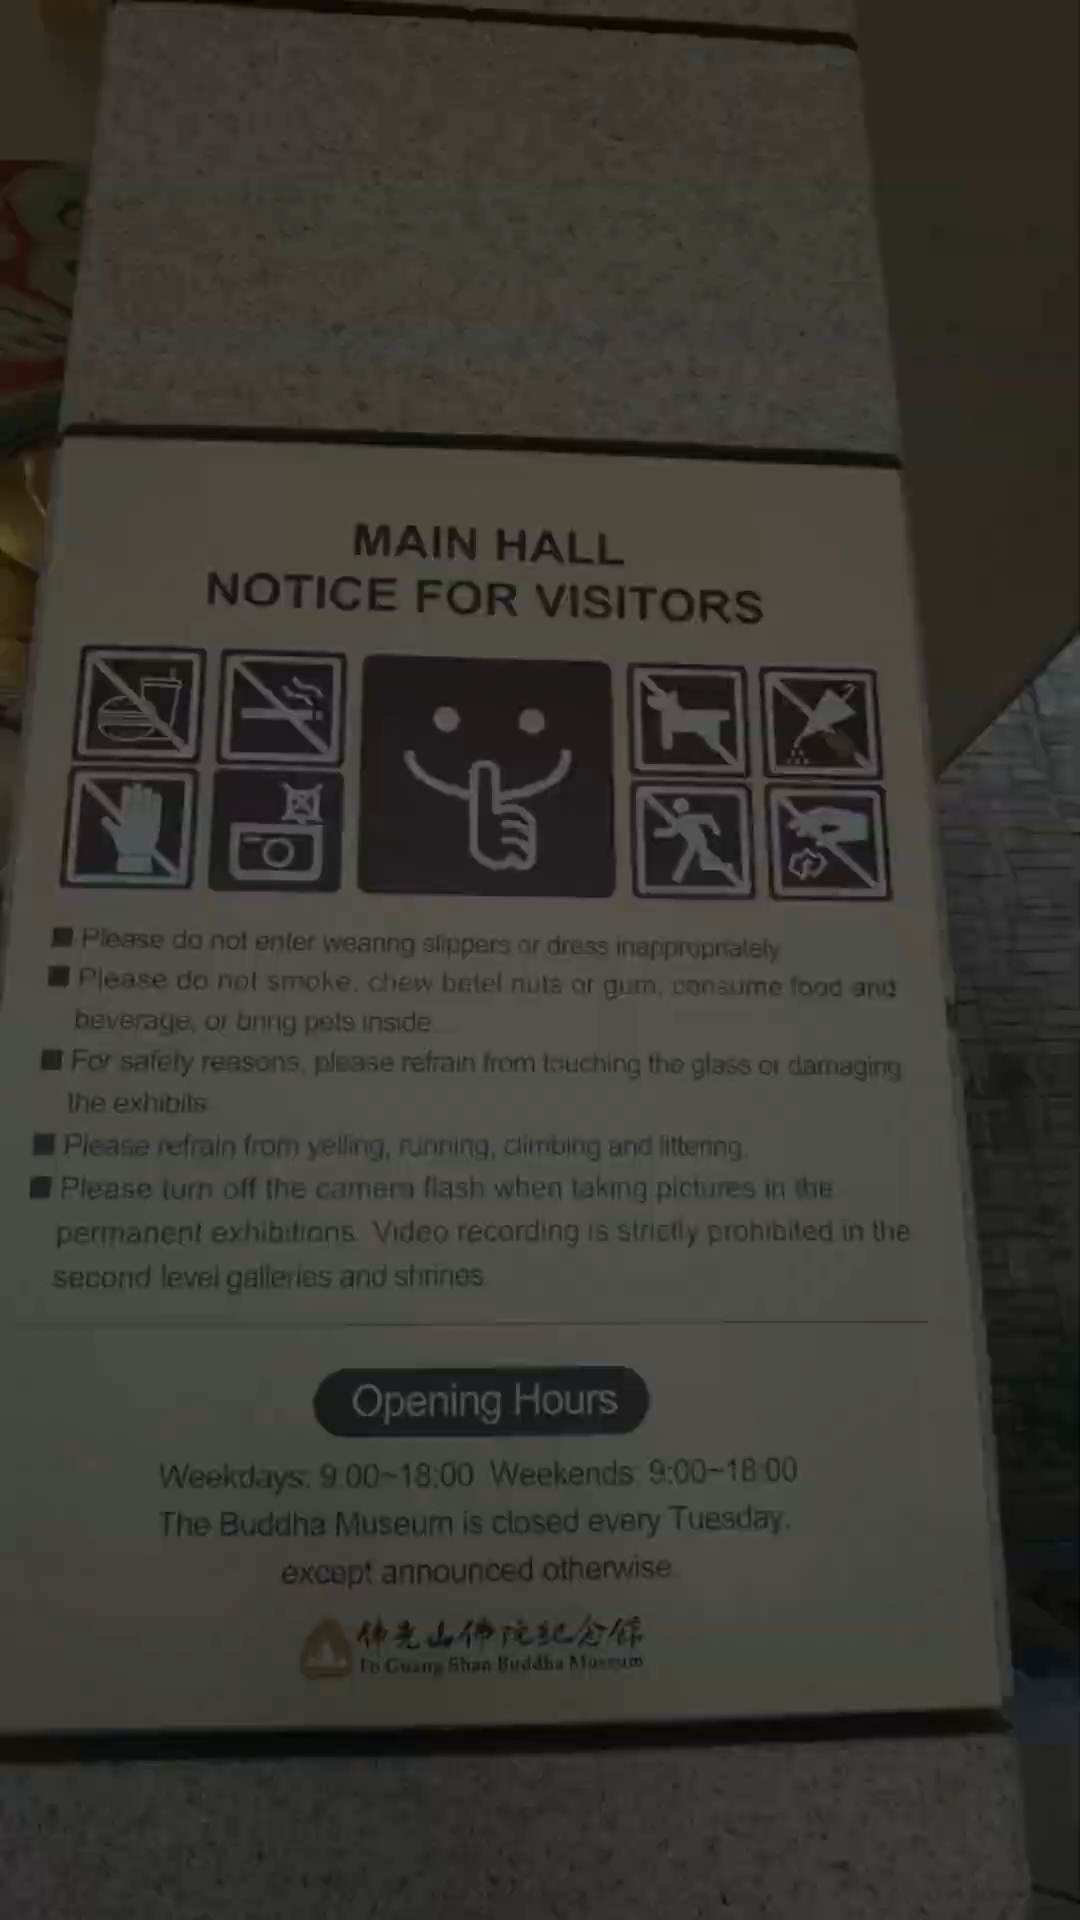 MAIN HALL
NOTICE FOR VISITORS
■ Please do not enter wearing slippers or dress inappropriately
■ Please do not smoke, chew betel nuts or gum, consume food and
beverage, or bring pets inside.
■ For safety reasons, please refrain from touching the glass or damaging
the exhibits.
■ Please refrain from yelling, running, climbing and littering.
■ Please turn off the camera flash when taking pictures in the
permanent exhibitions. Video recording is strictly prohibited in the
second level galleries and shrines.
Opening Hours
Weekdays: 9:00~18:00 Weekends: 9:00~18:00
The Buddha Museum is closed every Tuesday,
except announced otherwise.
佛光山佛陀紀念館
Fo Guang Shan Buddha Museum